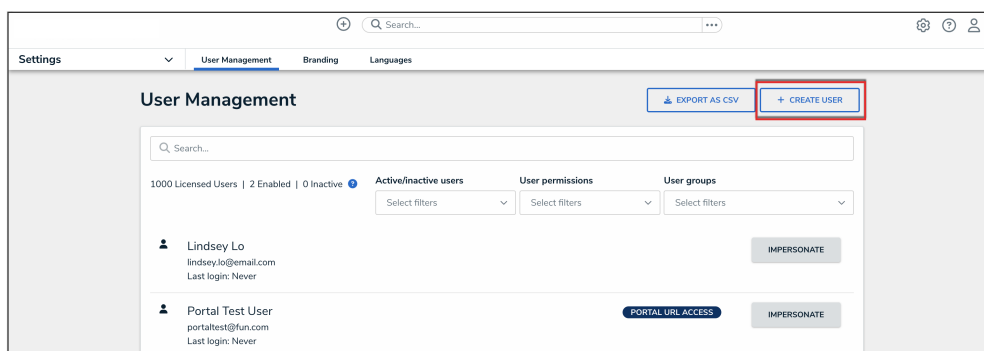 Search...
Settings
User Management Branding Languages
User Management
EXPORT AS CSV
+ CREATE USER
Search...
1000 Licensed Users | 2 Enabled | 0 Inactive ?
Active/inactive users User permissions User groups
Select filters Select filters Select filters
Lindsey Lo
lindsey.lo@email.com
Last login: Never
IMPERSONATE
Portal Test User
portaltest@fun.com
Last login: Never
PORTAL URL ACCESS
IMPERSONATE